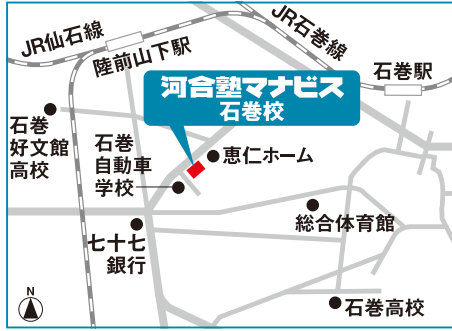 JR仙石線
陸前山下駅
JR石巻線
石巻駅
河合塾マナビス
石巻校
石巻
好文館
高校
石巻
自動車
学校
恵仁ホーム
七十七
銀行
総合体育館
石巻高校
N